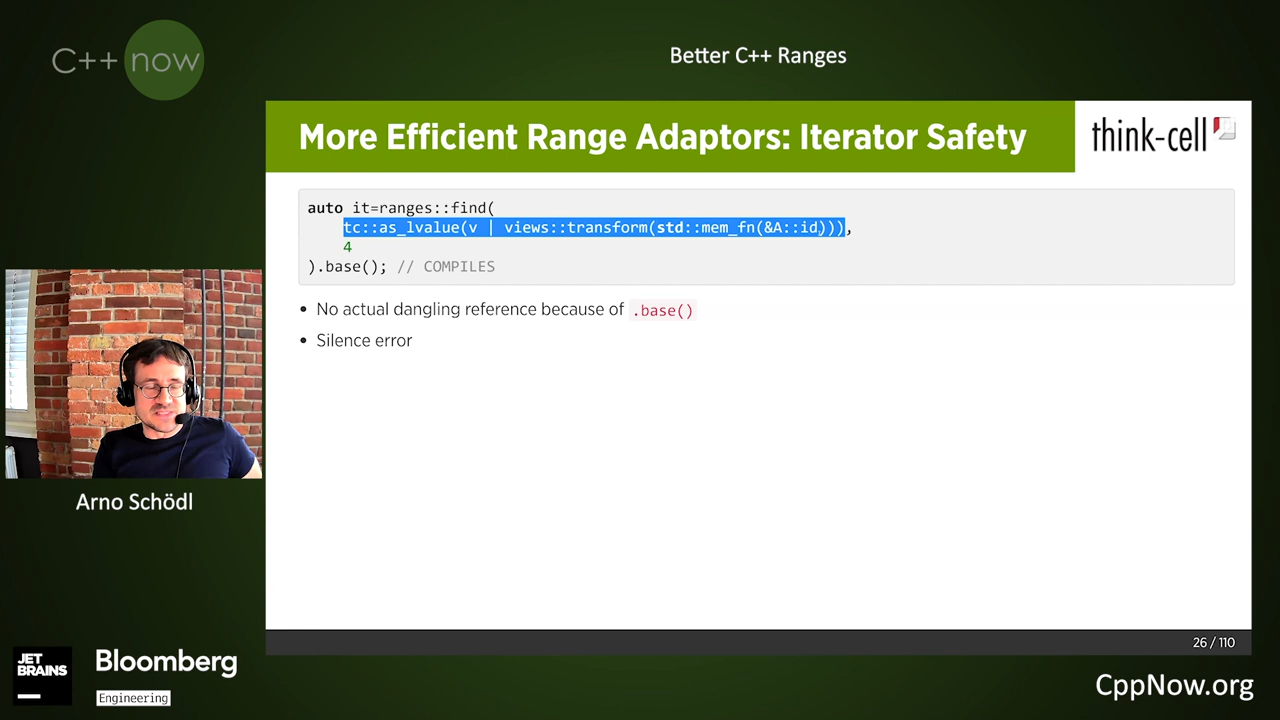 C++ now
Better C++ Ranges
More Efficient Range Adaptors: Iterator Safety
think-cell
auto it=ranges::find(
tc::as_lvalue(v | views::transform(std::mem_fn(&A::id))),
4
).base(); // COMPILES
• No actual dangling reference because of .base()
• Silence error
Arno Schödl
26 / 110
JET
BRAINS
Bloomberg
Engineering
CppNow.org